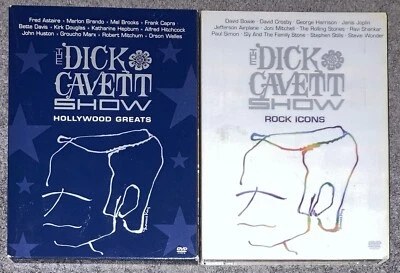 Fred Astaire • Marlon Brando • Mel Brooks • Frank Capra
Bette Davis • Kirk Douglas • Katharine Hepburn • Alfred Hitchcock
John Huston • Groucho Marx • Robert Mitchum • Orson Welles
THE
DICK
CAVETT
SHOW
HOLLYWOOD GREATS
DVD
David Bowie • David Crosby • George Harrison • Janis Joplin
Jefferson Airplane • Joni Mitchell • The Rolling Stones • Ravi Shankar
Paul Simon • Sly And The Family Stone • Stephen Stills • Stevie Wonder
THE
DICK
CAVETT
SHOW
ROCK ICONS
DVD